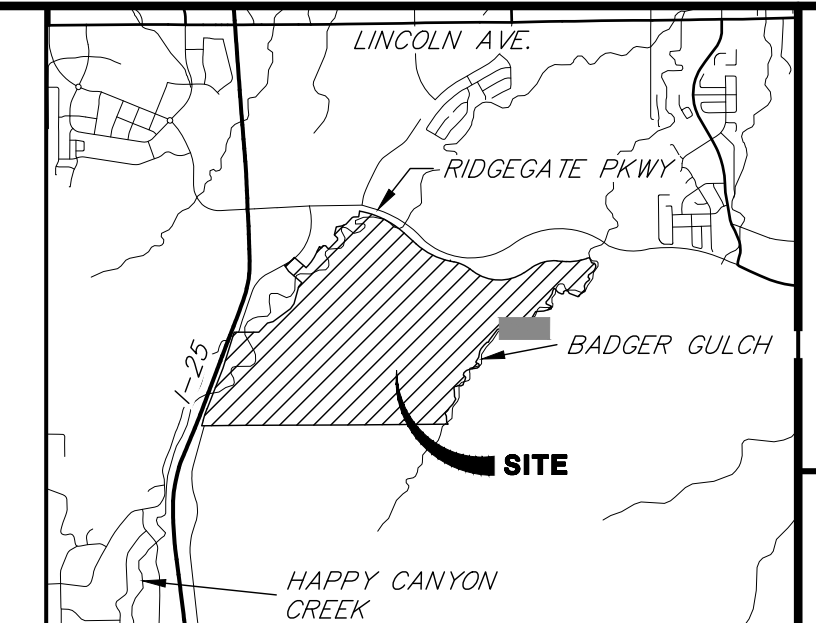 LINCOLN AVE.
RIDGEGATE PKWY
I-25
BADGER GULCH
SITE
HAPPY CANYON
CREEK